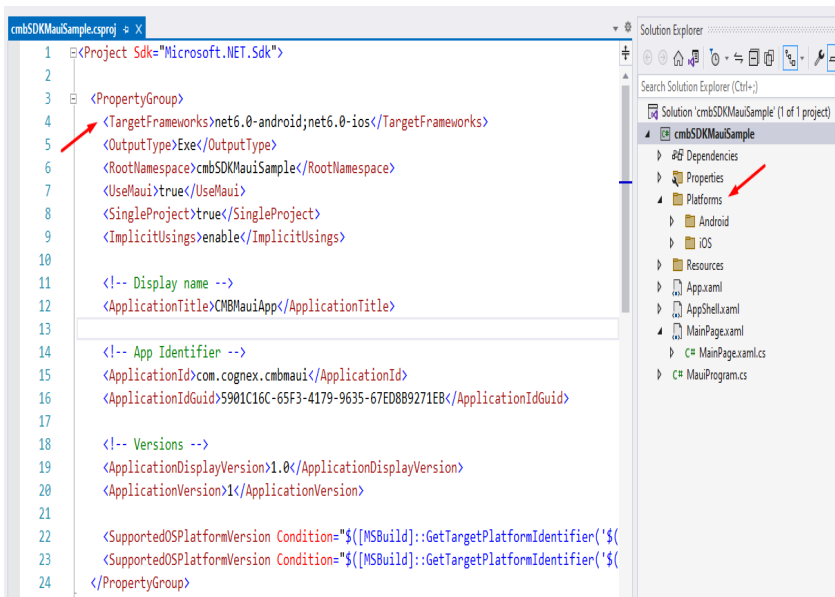 cmbSDKMauiSample.csproj
1 <Project Sdk="Microsoft.NET.Sdk">
2
3 <PropertyGroup>
4 <TargetFrameworks>net6.0-android;net6.0-ios</TargetFrameworks>
5 <OutputType>Exe</OutputType>
6 <RootNamespace>cmbSDKMauiSample</RootNamespace>
7 <UseMaui>true</UseMaui>
8 <SingleProject>true</SingleProject>
9 <ImplicitUsings>enable</ImplicitUsings>
10
11 <!-- Display name -->
12 <ApplicationTitle>CMBMauiApp</ApplicationTitle>
13
14 <!-- App Identifier -->
15 <ApplicationId>com.cognex.cmbmaui</ApplicationId>
16 <ApplicationIdGuid>5901C16C-65F3-4179-9635-67ED8B9271EB</ApplicationIdGuid>
17
18 <!-- Versions -->
19 <ApplicationDisplayVersion>1.0</ApplicationDisplayVersion>
20 <ApplicationVersion>1</ApplicationVersion>
21
22 <SupportedOSPlatformVersion Condition="$([MSBuild]::GetTargetPlatformIdentifier('$(
23 <SupportedOSPlatformVersion Condition="$([MSBuild]::GetTargetPlatformIdentifier('$(
24 </PropertyGroup>
Solution Explorer
Search Solution Explorer (Ctrl+;)
Solution 'cmbSDKMauiSample' (1 of 1 project)
C# cmbSDKMauiSample
Dependencies
Properties
Platforms
Android
iOS
Resources
App.xaml
AppShell.xaml
MainPage.xaml
C# MainPage.xaml.cs
C# MauiProgram.cs